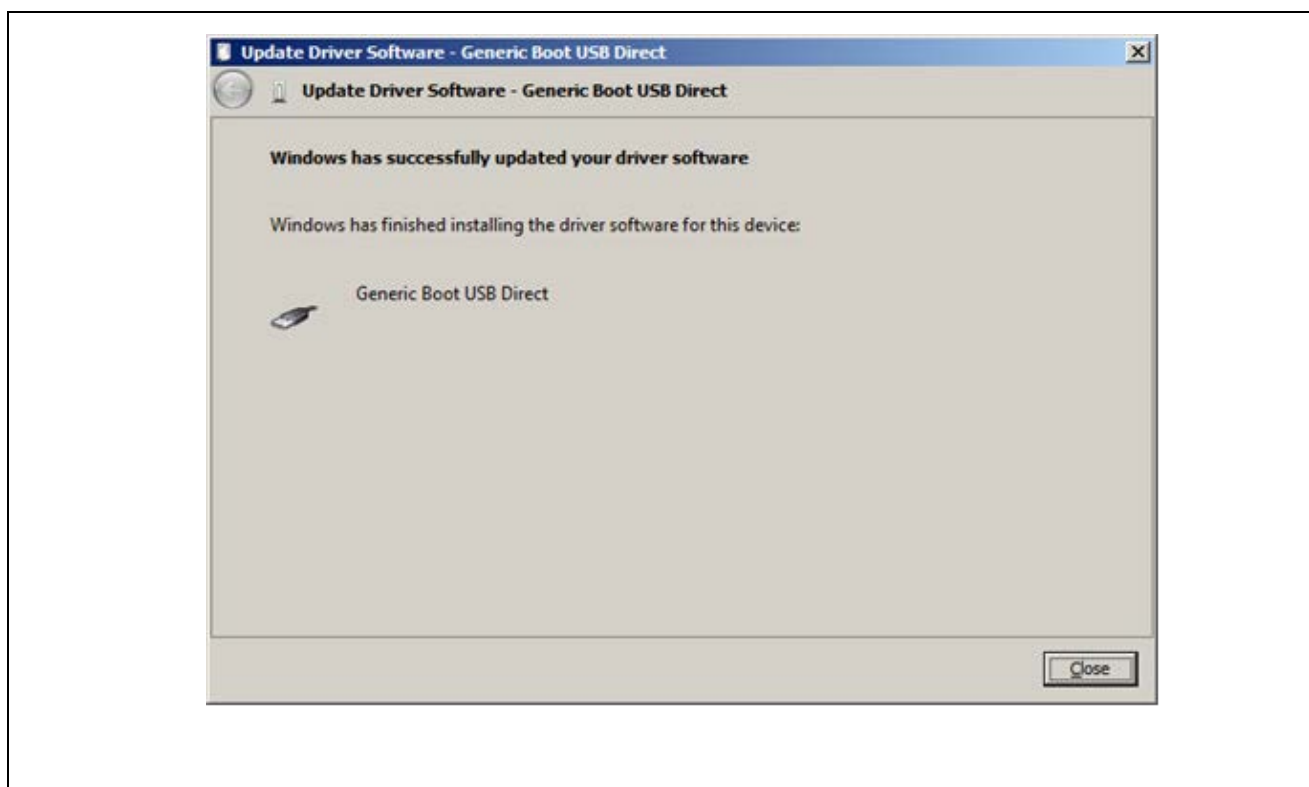 Update Driver Software - Generic Boot USB Direct
Update Driver Software - Generic Boot USB Direct
Windows has successfully updated your driver software
Windows has finished installing the driver software for this device:
Generic Boot USB Direct
Close